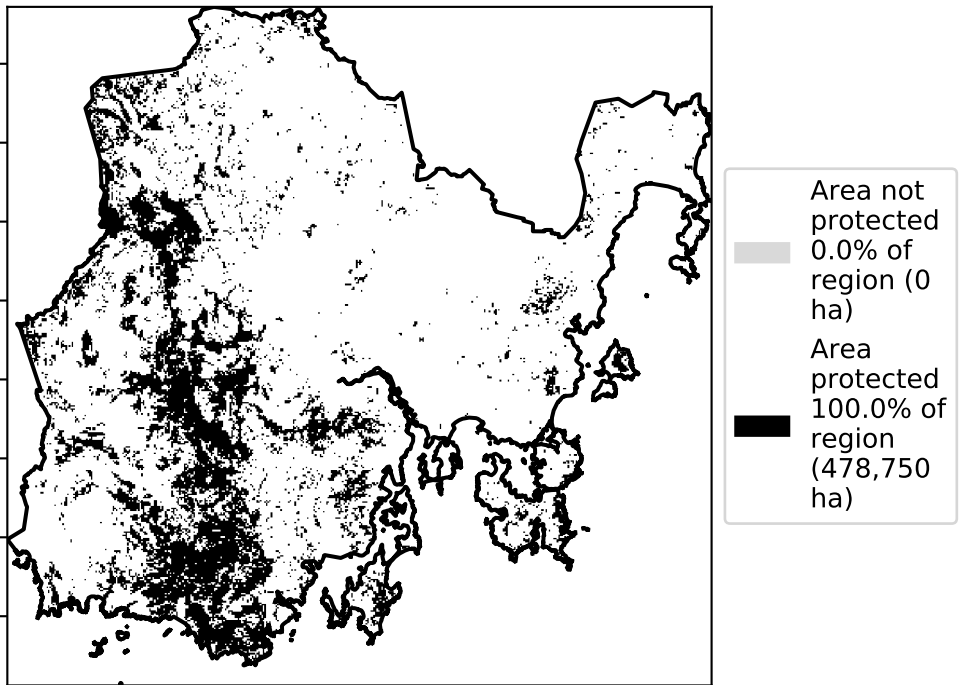 Area not
protected
0.0% of
region (0
ha)
Area
protected
100.0% of
region
(478,750
ha)